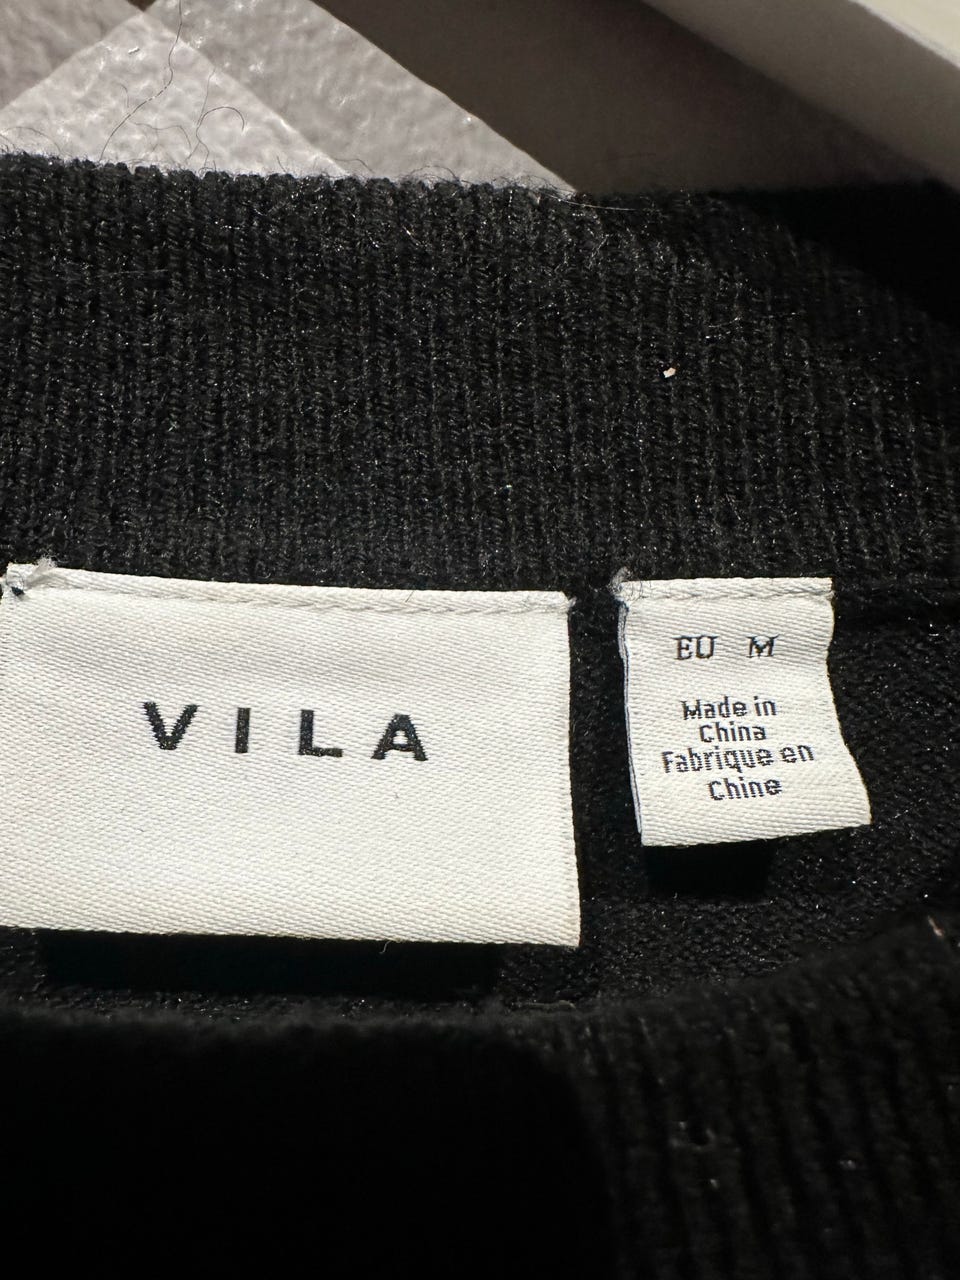 VILA
EU M
Made in
China
Fabrique en
Chine